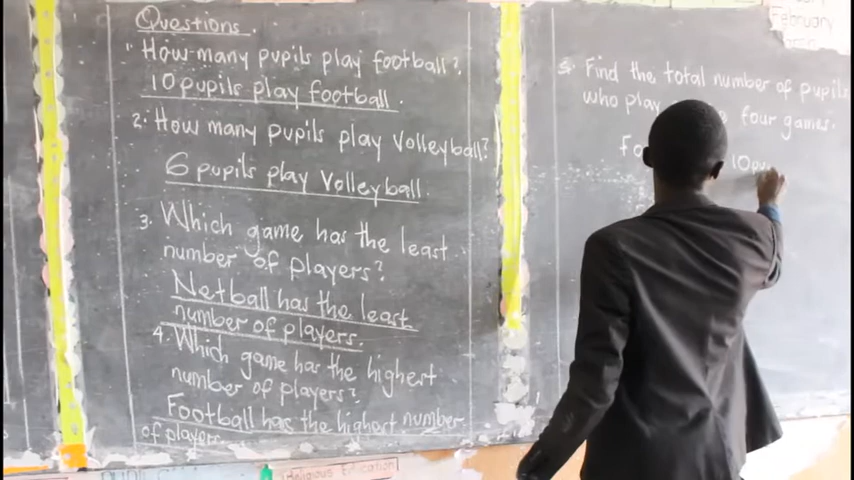 Questions.
1. How many pupils play football?
10 pupils play football.
2. How many pupils play Volleyball?
6 pupils play Volleyball.
3. Which game has the least
number of players?
Netball has the least
number of players.
4. Which game has the highest
number of players?
Football has the highest number
of players.
5. Find the total number of pupils
who play four games.
10
February
Religious Education